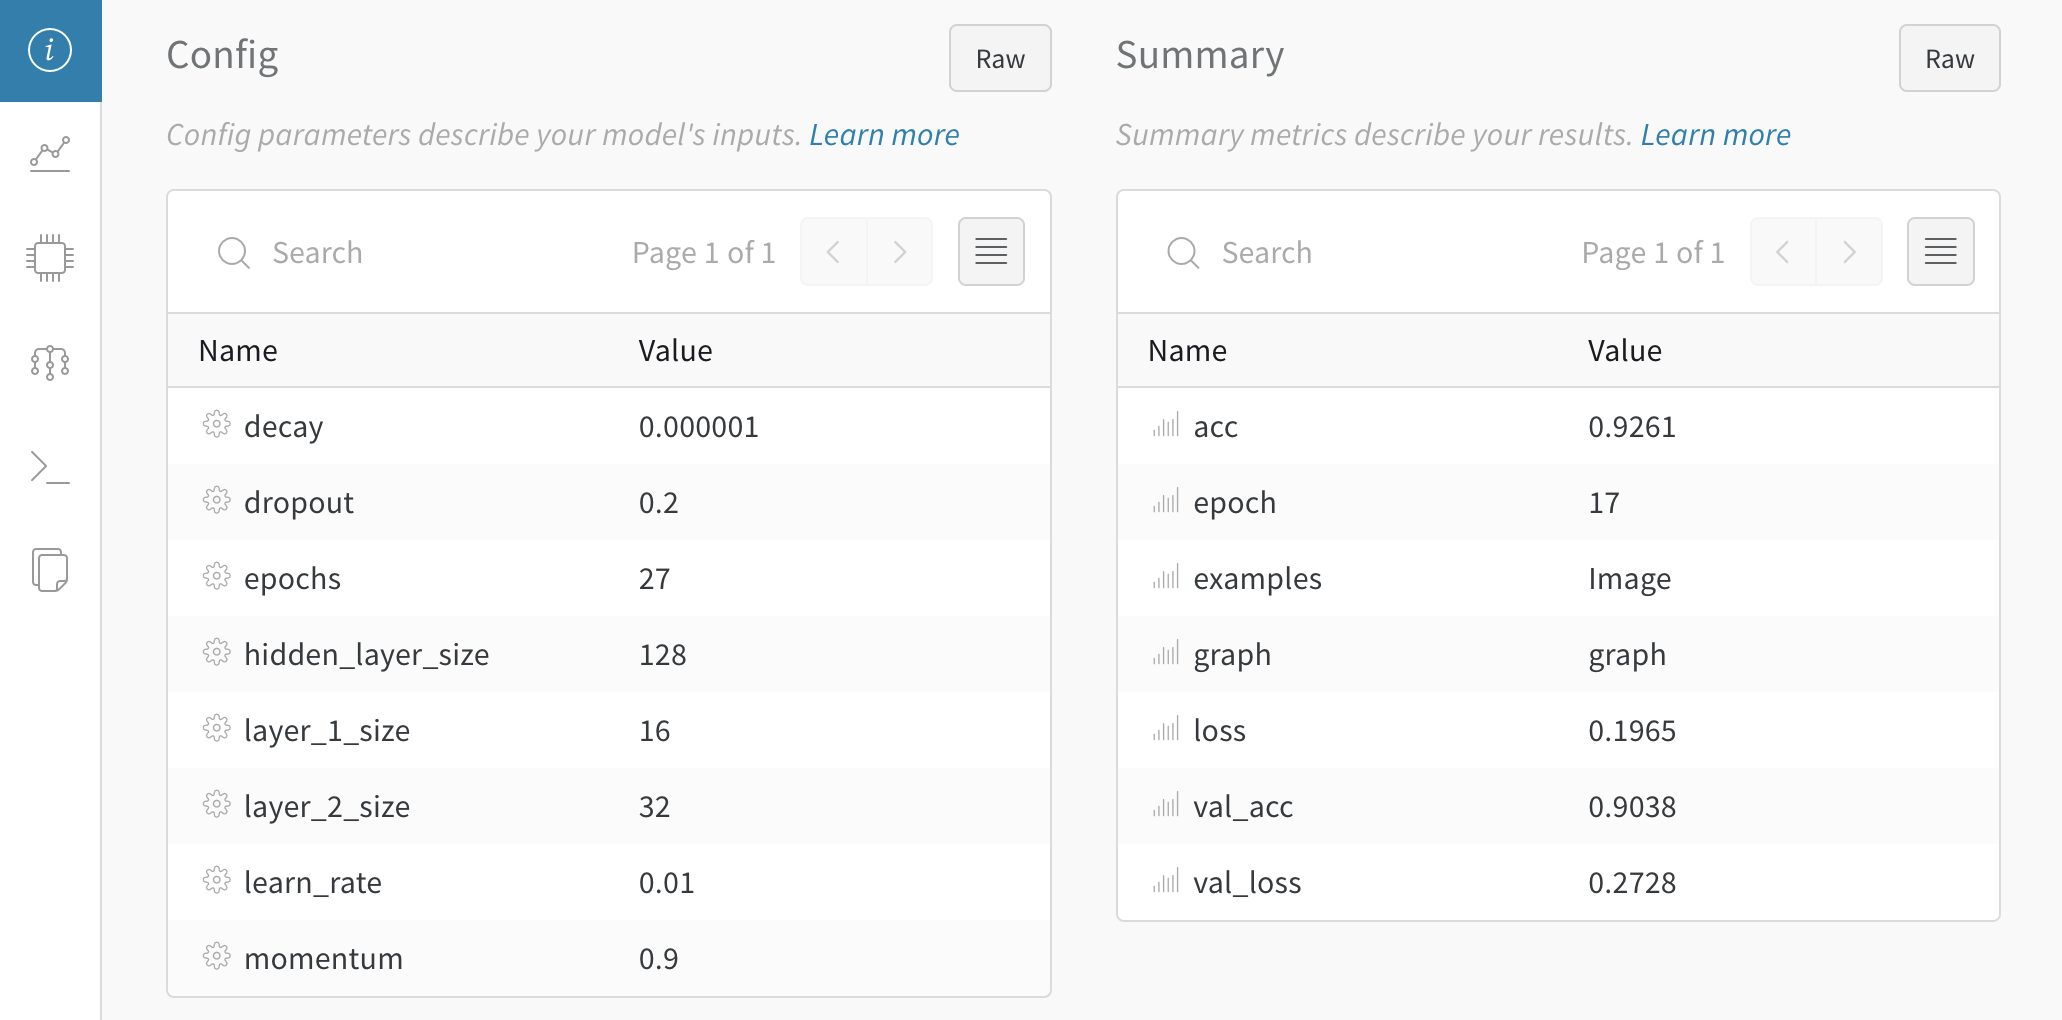 Config
Raw
Config parameters describe your model's inputs. Learn more
Search
Page 1 of 1
Name Value
decay 0.000001
dropout 0.2
epochs 27
hidden_layer_size 128
layer_1_size 16
layer_2_size 32
learn_rate 0.01
momentum 0.9
Summary
Raw
Summary metrics describe your results. Learn more
Search
Page 1 of 1
Name Value
acc 0.9261
epoch 17
examples Image
graph graph
loss 0.1965
val_acc 0.9038
val_loss 0.2728